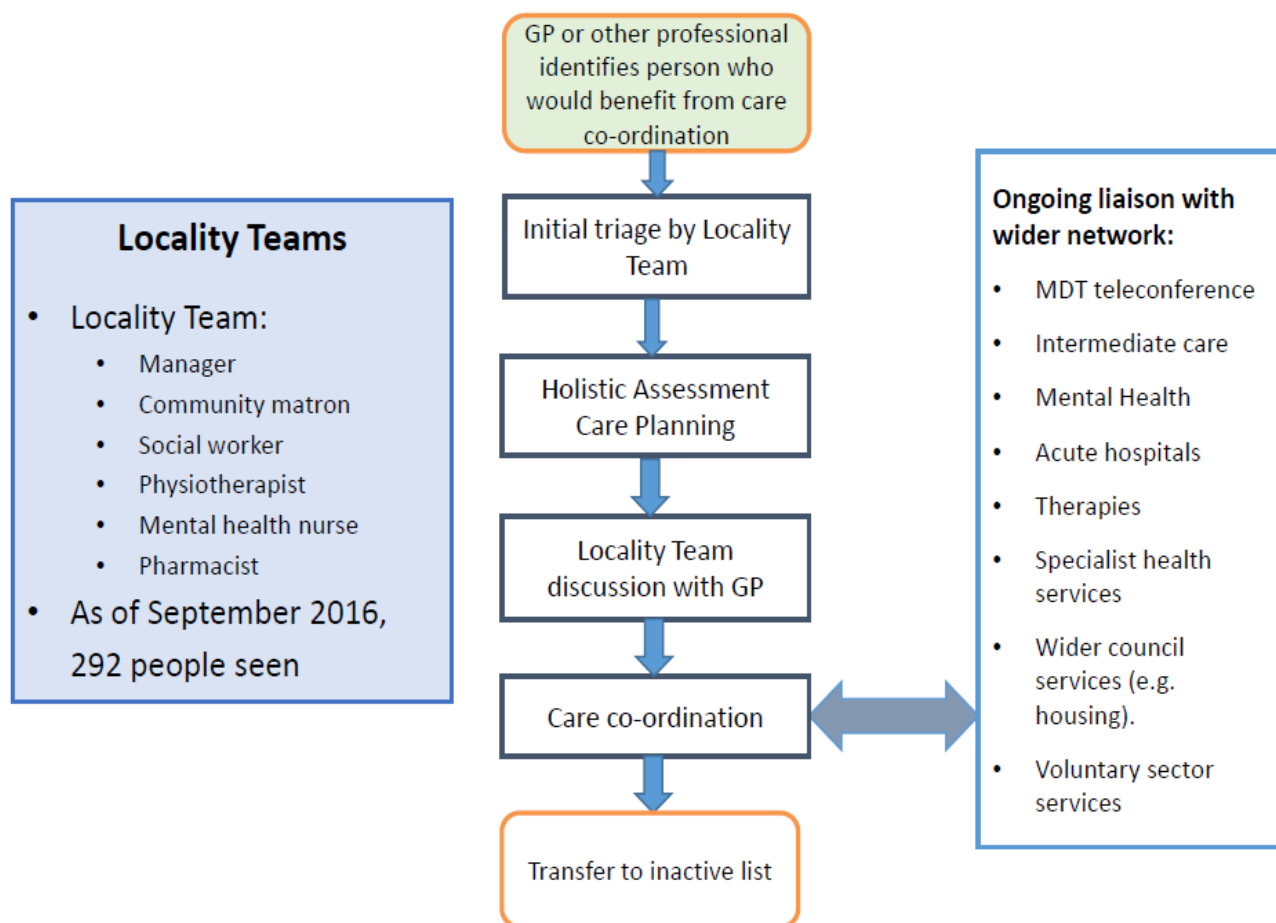 GP or other professional
identifies person who
would benefit from care
co-ordination
Locality Teams
• Locality Team:
• Manager
• Community matron
• Social worker
• Physiotherapist
• Mental health nurse
• Pharmacist
• As of September 2016,
292 people seen
Initial triage by Locality
Team
Holistic Assessment
Care Planning
Locality Team
discussion with GP
Care co-ordination
Transfer to inactive list
Ongoing liaison with
wider network:
• MDT teleconference
• Intermediate care
• Mental Health
• Acute hospitals
• Therapies
• Specialist health
services
• Wider council
services (e.g.
housing).
• Voluntary sector
services